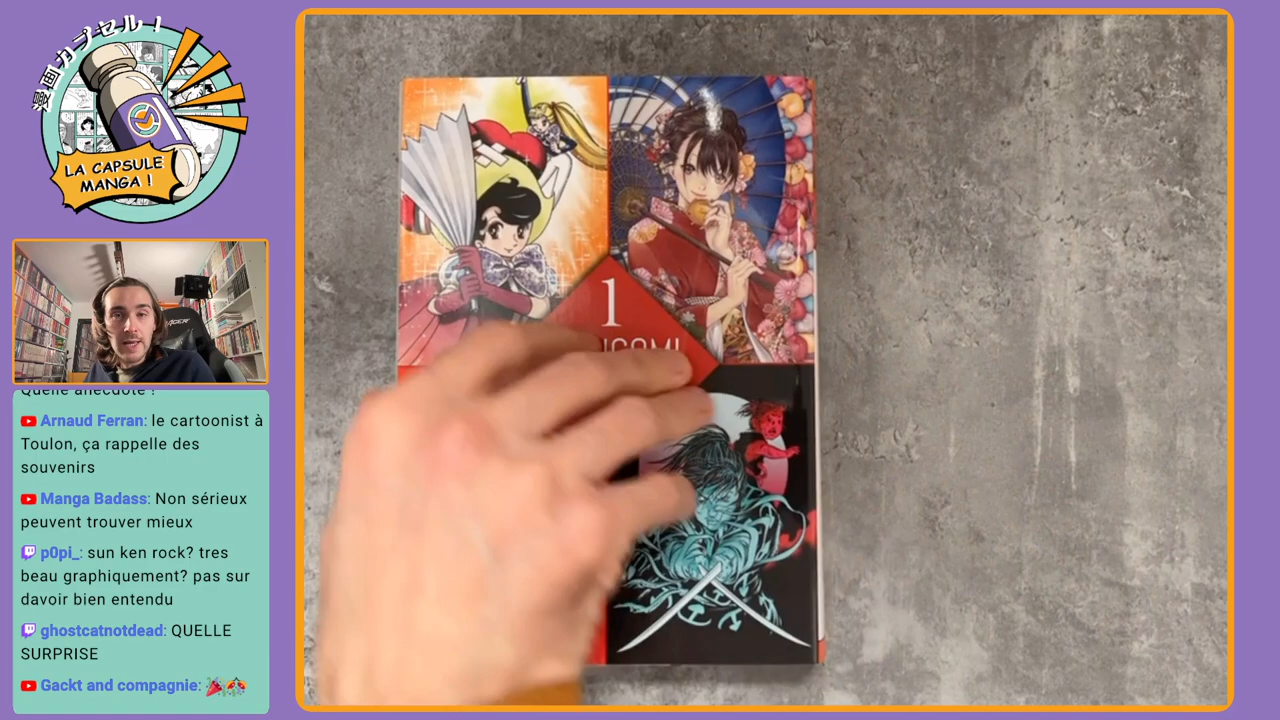 漫画カプセル!
LA CAPSULE
MANGA !
Quelle anecdote !
Arnaud Ferran: le cartoonist à
Toulon, ça rappelle des
souvenirs
Manga Badass: Non sérieux
peuvent trouver mieux
p0pi_: sun ken rock? tres
beau graphiquement? pas sur
davoir bien entendu
ghostcatnotdead: QUELLE
SURPRISE
Gackt and compagnie:
1